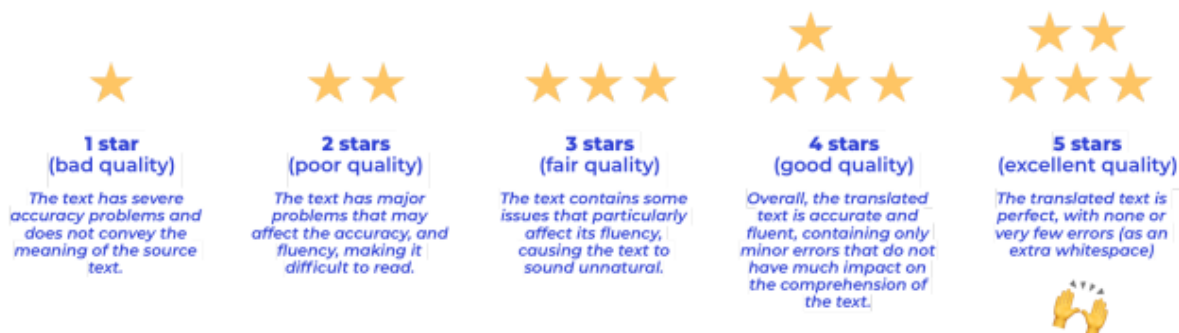 1 star
(bad quality)
The text has severe
accuracy problems and
does not convey the
meaning of the source
text.
2 stars
(poor quality)
The text has major
problems that may
affect the accuracy, and
fluency, making it
difficult to read.
3 stars
(fair quality)
The text contains some
issues that particularly
affect its fluency,
causing the text to
sound unnatural.
4 stars
(good quality)
Overall, the translated
text is accurate and
fluent, containing only
minor errors that do not
have much impact on
the comprehension of
the text.
5 stars
(excellent quality)
The translated text is
perfect, with none or
very few errors (as an
extra whitespace)